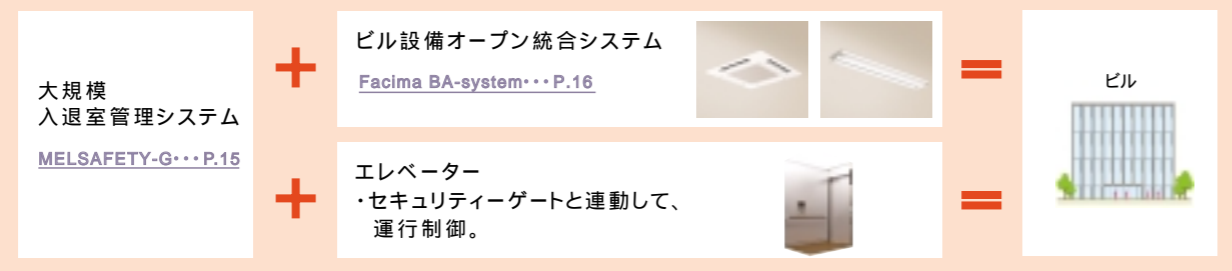 大規模
入退室管理システム
MELSAFETY-G・・・P.15
+
ビル設備オープン統合システム
Facima BA-system・・・P.16
=
+
エレベーター
・セキュリティーゲートと連動して、
運行制御。
=
ビル